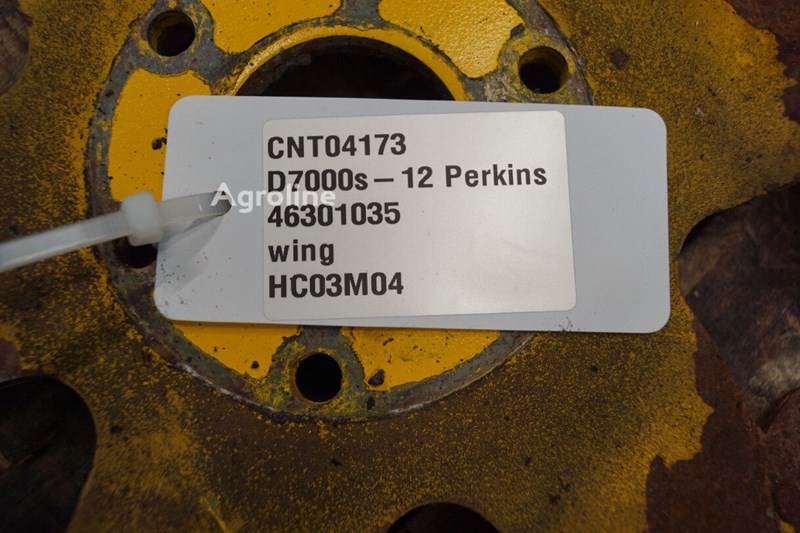 CNT04173
D7000s – 12 Perkins
Agroline
46301035
wing
HC03M04